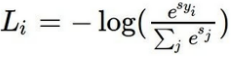 $L_i = -\log(\frac{e^{s_{y_i}}}{\sum_j e^{s_j}})$